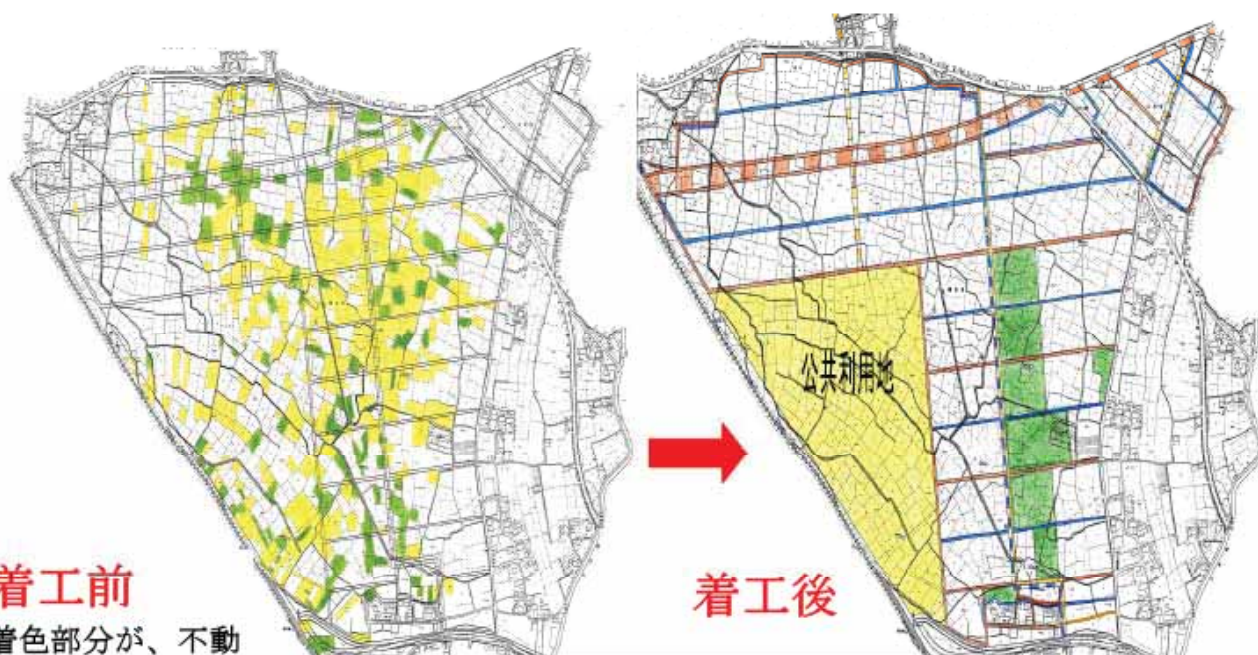 公共利用地
着工前
着色部分が、不動
着工後